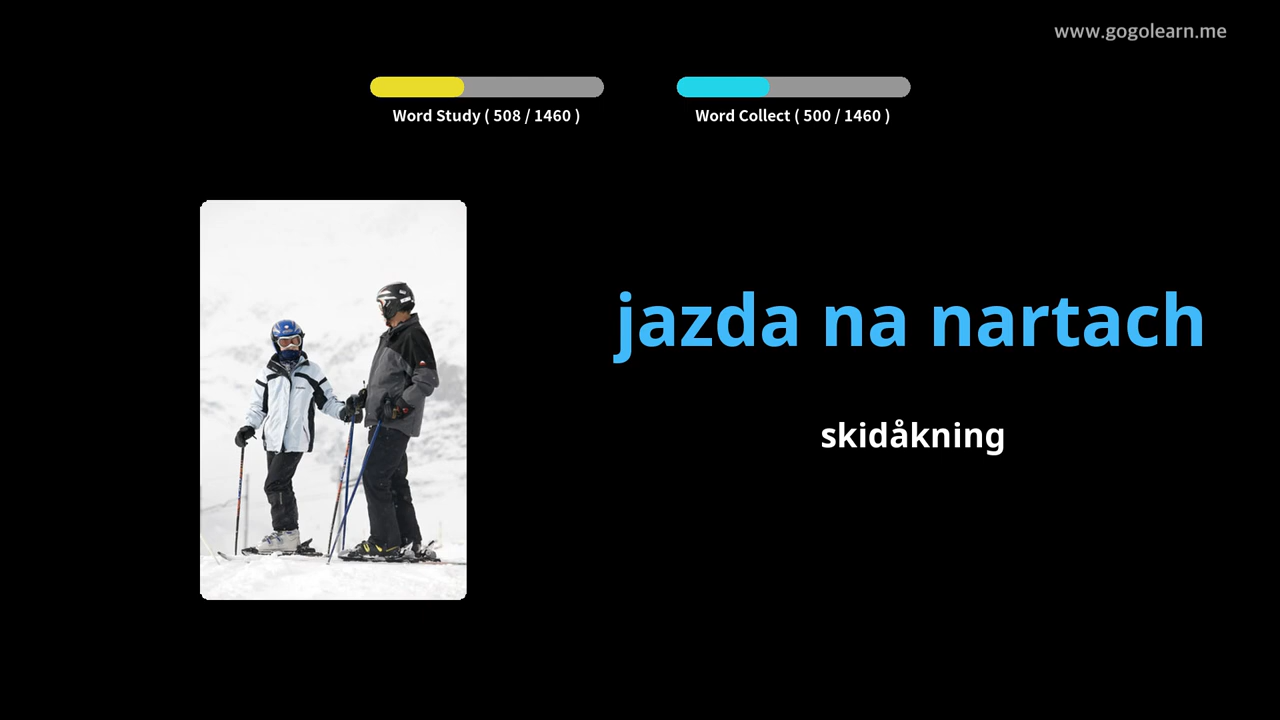 www.gogolearn.me
Word Study ( 508 / 1460 )
Word Collect ( 500 / 1460 )
jazda na nartach
skidåkning